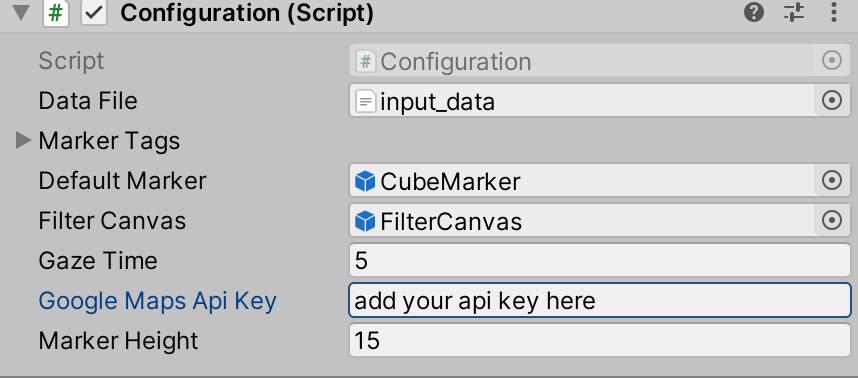 # Configuration (Script)
Script # Configuration
Data File input_data
Marker Tags
Default Marker CubeMarker
Filter Canvas FilterCanvas
Gaze Time 5
Google Maps Api Key add your api key here
Marker Height 15